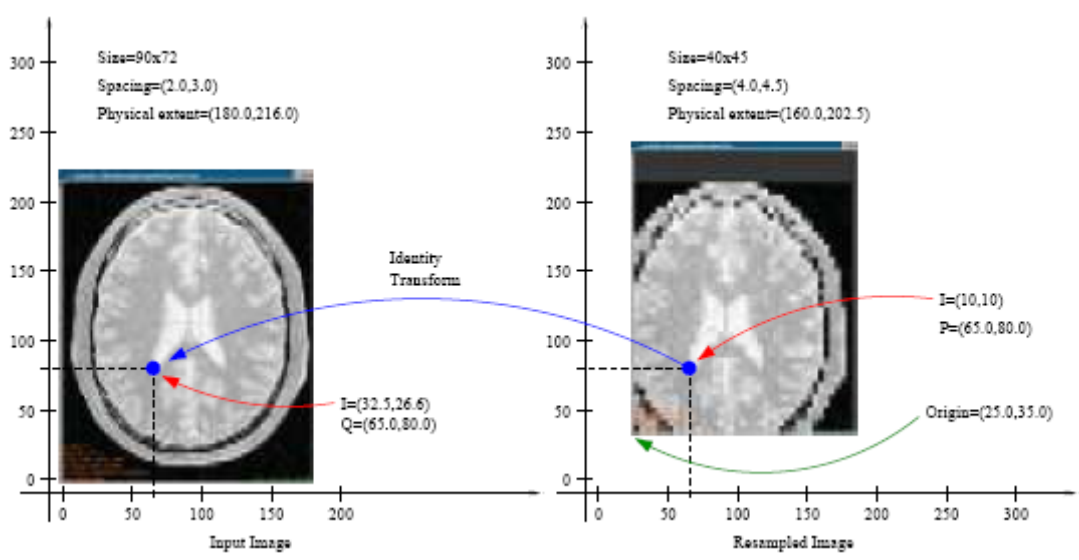 Size=90x72
Spacing=(2.0,3.0)
Physical extent=(180.0,216.0)
300
250
200
150
100
50
0
0 50 100 150 200
Input Image
Identity
Transform
I=(32.5,26.6)
Q=(65.0,80.0)
Size=40x45
Spacing=(4.0,4.5)
Physical extent=(160.0,202.5)
300
250
200
150
100
50
0
0 50 100 150 200 250 300
Resampled Image
I=(10,10)
P=(65.0,80.0)
Origin=(25.0,35.0)